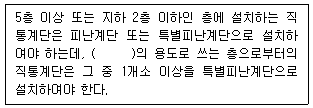 5층 이상 또는 지하 2층 이하인 층에 설치하는 직
통계단은 피난계단 또는 특별피난계단으로 설치하
여야 하는데, (        )의 용도로 쓰는 층으로부터의
직통계단은 그 중 1개소 이상을 특별피난계단으로
설치하여야 한다.